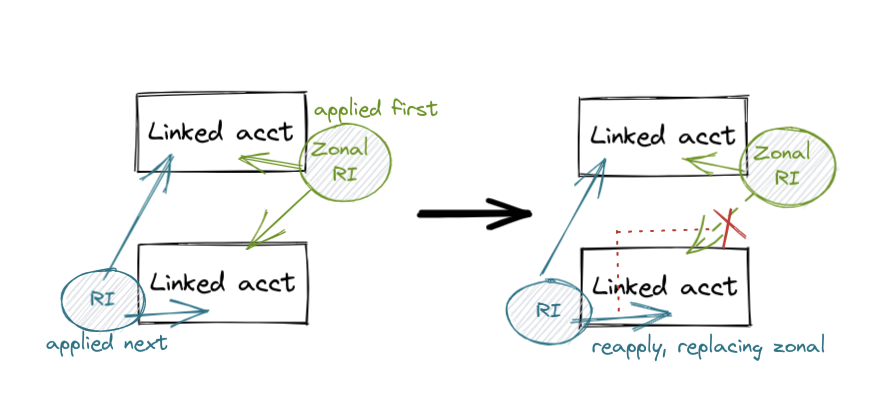 applied first
Linked acct
Zonal
RI
Linked acct
RI
applied next
Linked acct
Zonal
RI
Linked acct
RI
reapply, replacing zonal